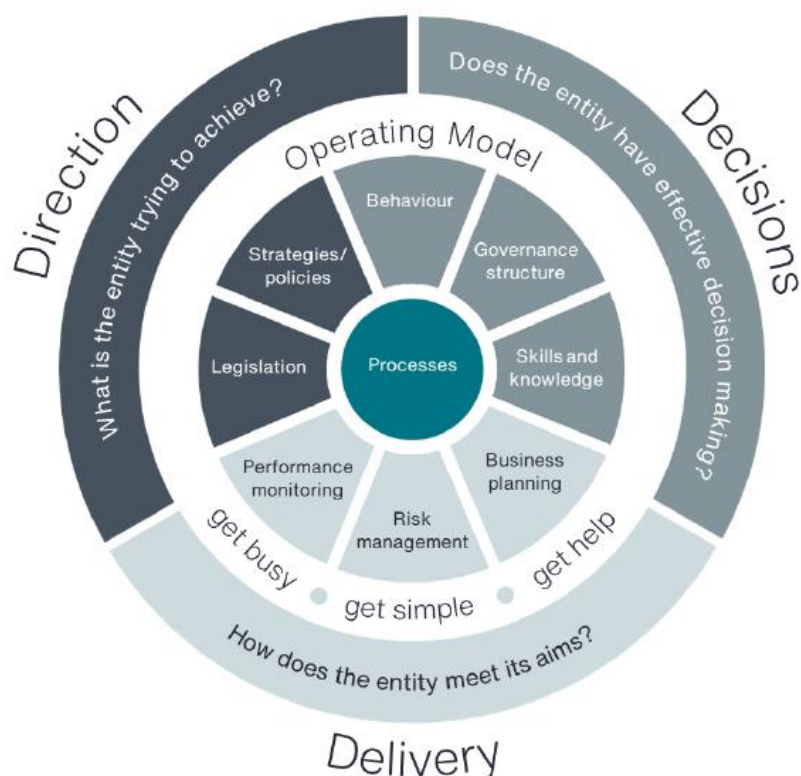 Direction
What is the entity trying to achieve?
Decisions
Does the entity have effective decision making?
Operating Model
Behaviour
Strategies/
policies
Governance
structure
Legislation
Processes
Skills and
knowledge
Performance
monitoring
Business
planning
Risk
management
get busy
get simple
get help
How does the entity meet its aims?
Delivery